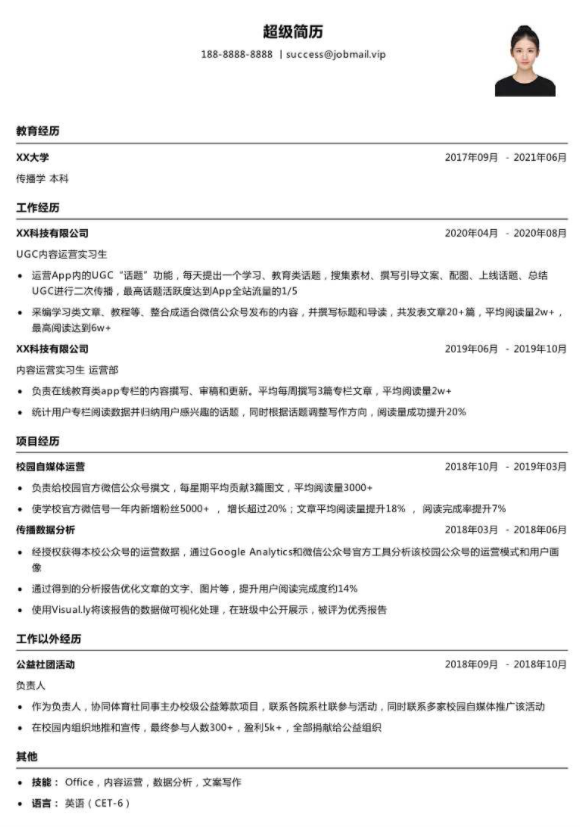 超级简历
188-8888-8888 | success@jobmail.vip
教育经历
XX大学 2017年09月 - 2021年06月
传播学 本科
工作经历
XX科技有限公司 2020年04月 - 2020年08月
UGC内容运营实习生
• 运营App内的UGC“话题”功能，每天提出一个学习、教育类话题，搜集素材、撰写引导文案、配图、上线话题、总结
UGC进行二次传播，最高话题活跃度达到App全站流量的1/5
• 采编学习类文章、教程等、整合成适合微信公众号发布的内容，并撰写标题和导读，共发表文章20+篇，平均阅读量2w+，
最高阅读达到6w+
XX科技有限公司 2019年06月 - 2019年10月
内容运营实习生 运营部
• 负责在线教育类app专栏的内容撰写、审稿和更新。平均每周撰写3篇专栏文章，平均阅读量2w+
• 统计用户专栏阅读数据并归纳用户感兴趣的话题，同时根据话题调整写作方向，阅读量成功提升20%
项目经历
校园自媒体运营 2018年10月 - 2019年03月
• 负责给校园官方微信公众号撰文，每星期平均贡献3篇图文，平均阅读量3000+
• 使学校官方微信号一年内新增粉丝5000+ ，增长超过20%；文章平均阅读量提升18% ，阅读完成率提升7%
传播数据分析 2018年03月 - 2018年06月
• 经授权获得本校公众号的运营数据，通过Google Analytics和微信公众号官方工具分析该校园公众号的运营模式和用户画
像
• 通过得到的分析报告优化文章的文字、图片等，提升用户阅读完成度约14%
• 使用Visual.ly将该报告的数据做可视化处理，在班级中公开展示，被评为优秀报告
工作以外经历
公益社团活动 2018年09月 - 2018年10月
负责人
• 作为负责人，协同体育社同事主办校级公益筹款项目，联系各院系社联参与活动，同时联系多家校园自媒体推广该活动
• 在校园内组织地推和宣传，最终参与人数300+，盈利5k+，全部捐献给公益组织
其他
• 技能： Office，内容运营，数据分析，文案写作
• 语言： 英语（CET-6）